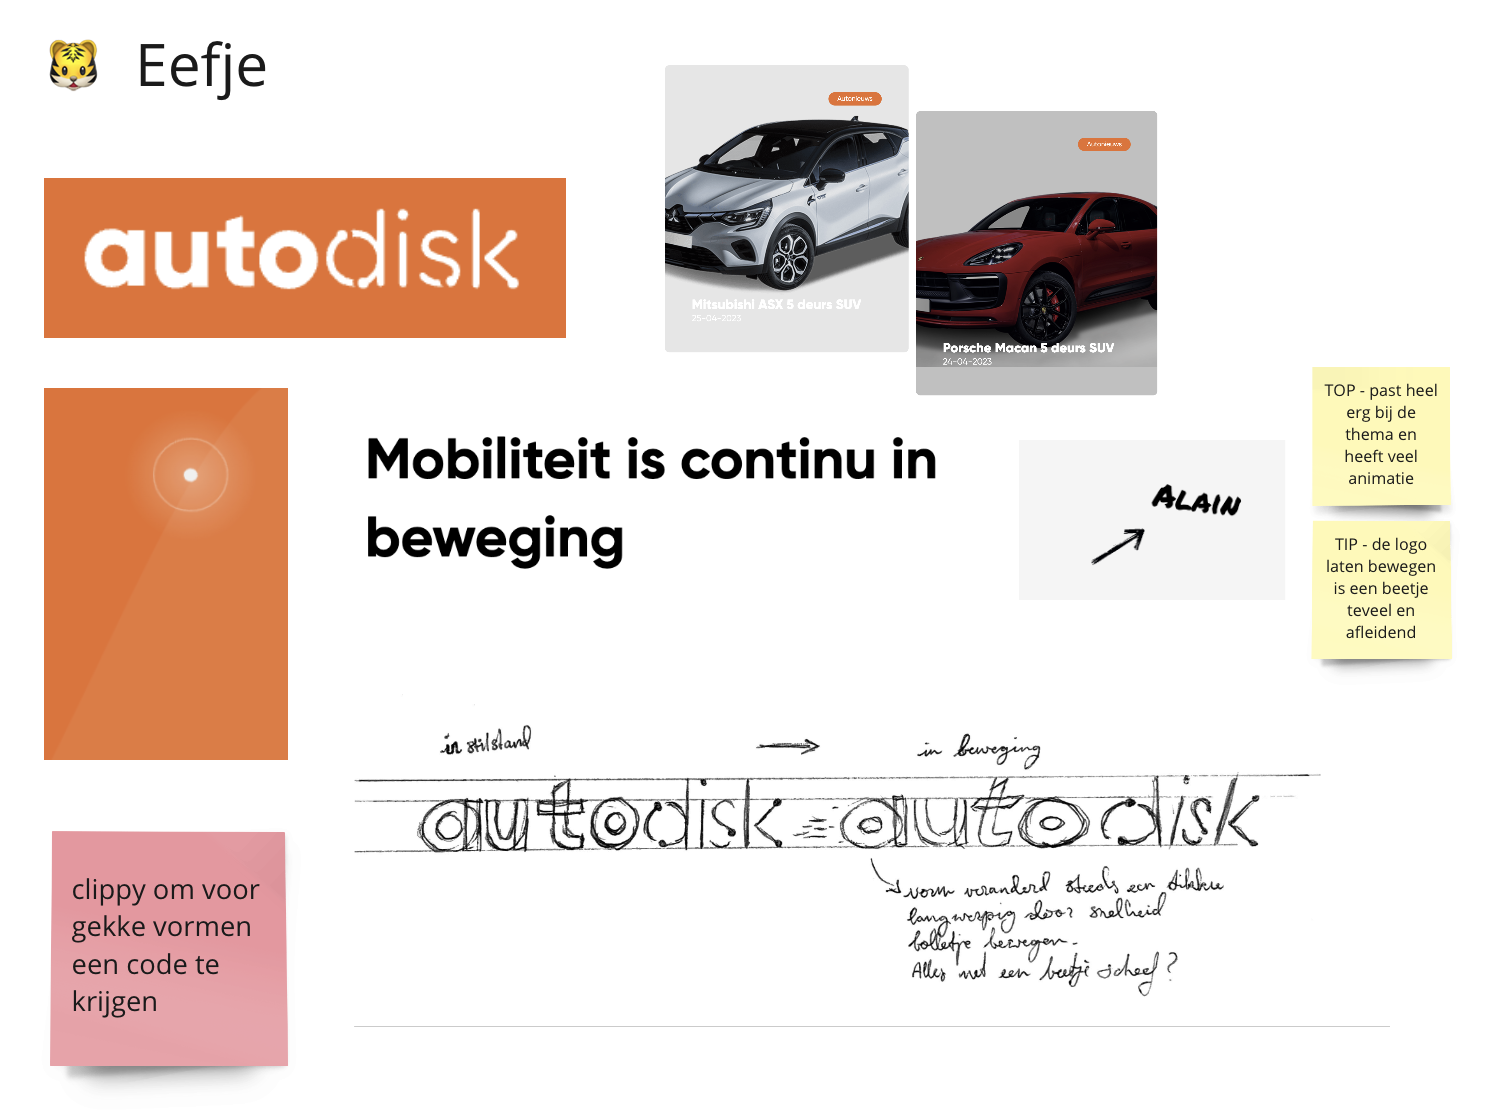 Eefje
autodisk
Autonieuws
Mitsubishi ASX 5 deurs SUV
25-04-2023
Autonieuws
Porsche Macan 5 deurs SUV
24-04-2023
Mobiliteit is continu in
beweging
ALAIN
TOP - past heel
erg bij de
thema en
heeft veel
animatie
TIP - de logo
laten bewegen
is een beetje
teveel en
afleidend
in stilstand
in beweging
autodisk autodisk
vorm veranderd steeds een
langwerpig door snelheid
bolletje bewegen.
Alles met een beetje scheef?
clippy om voor
gekke vormen
een code te
krijgen